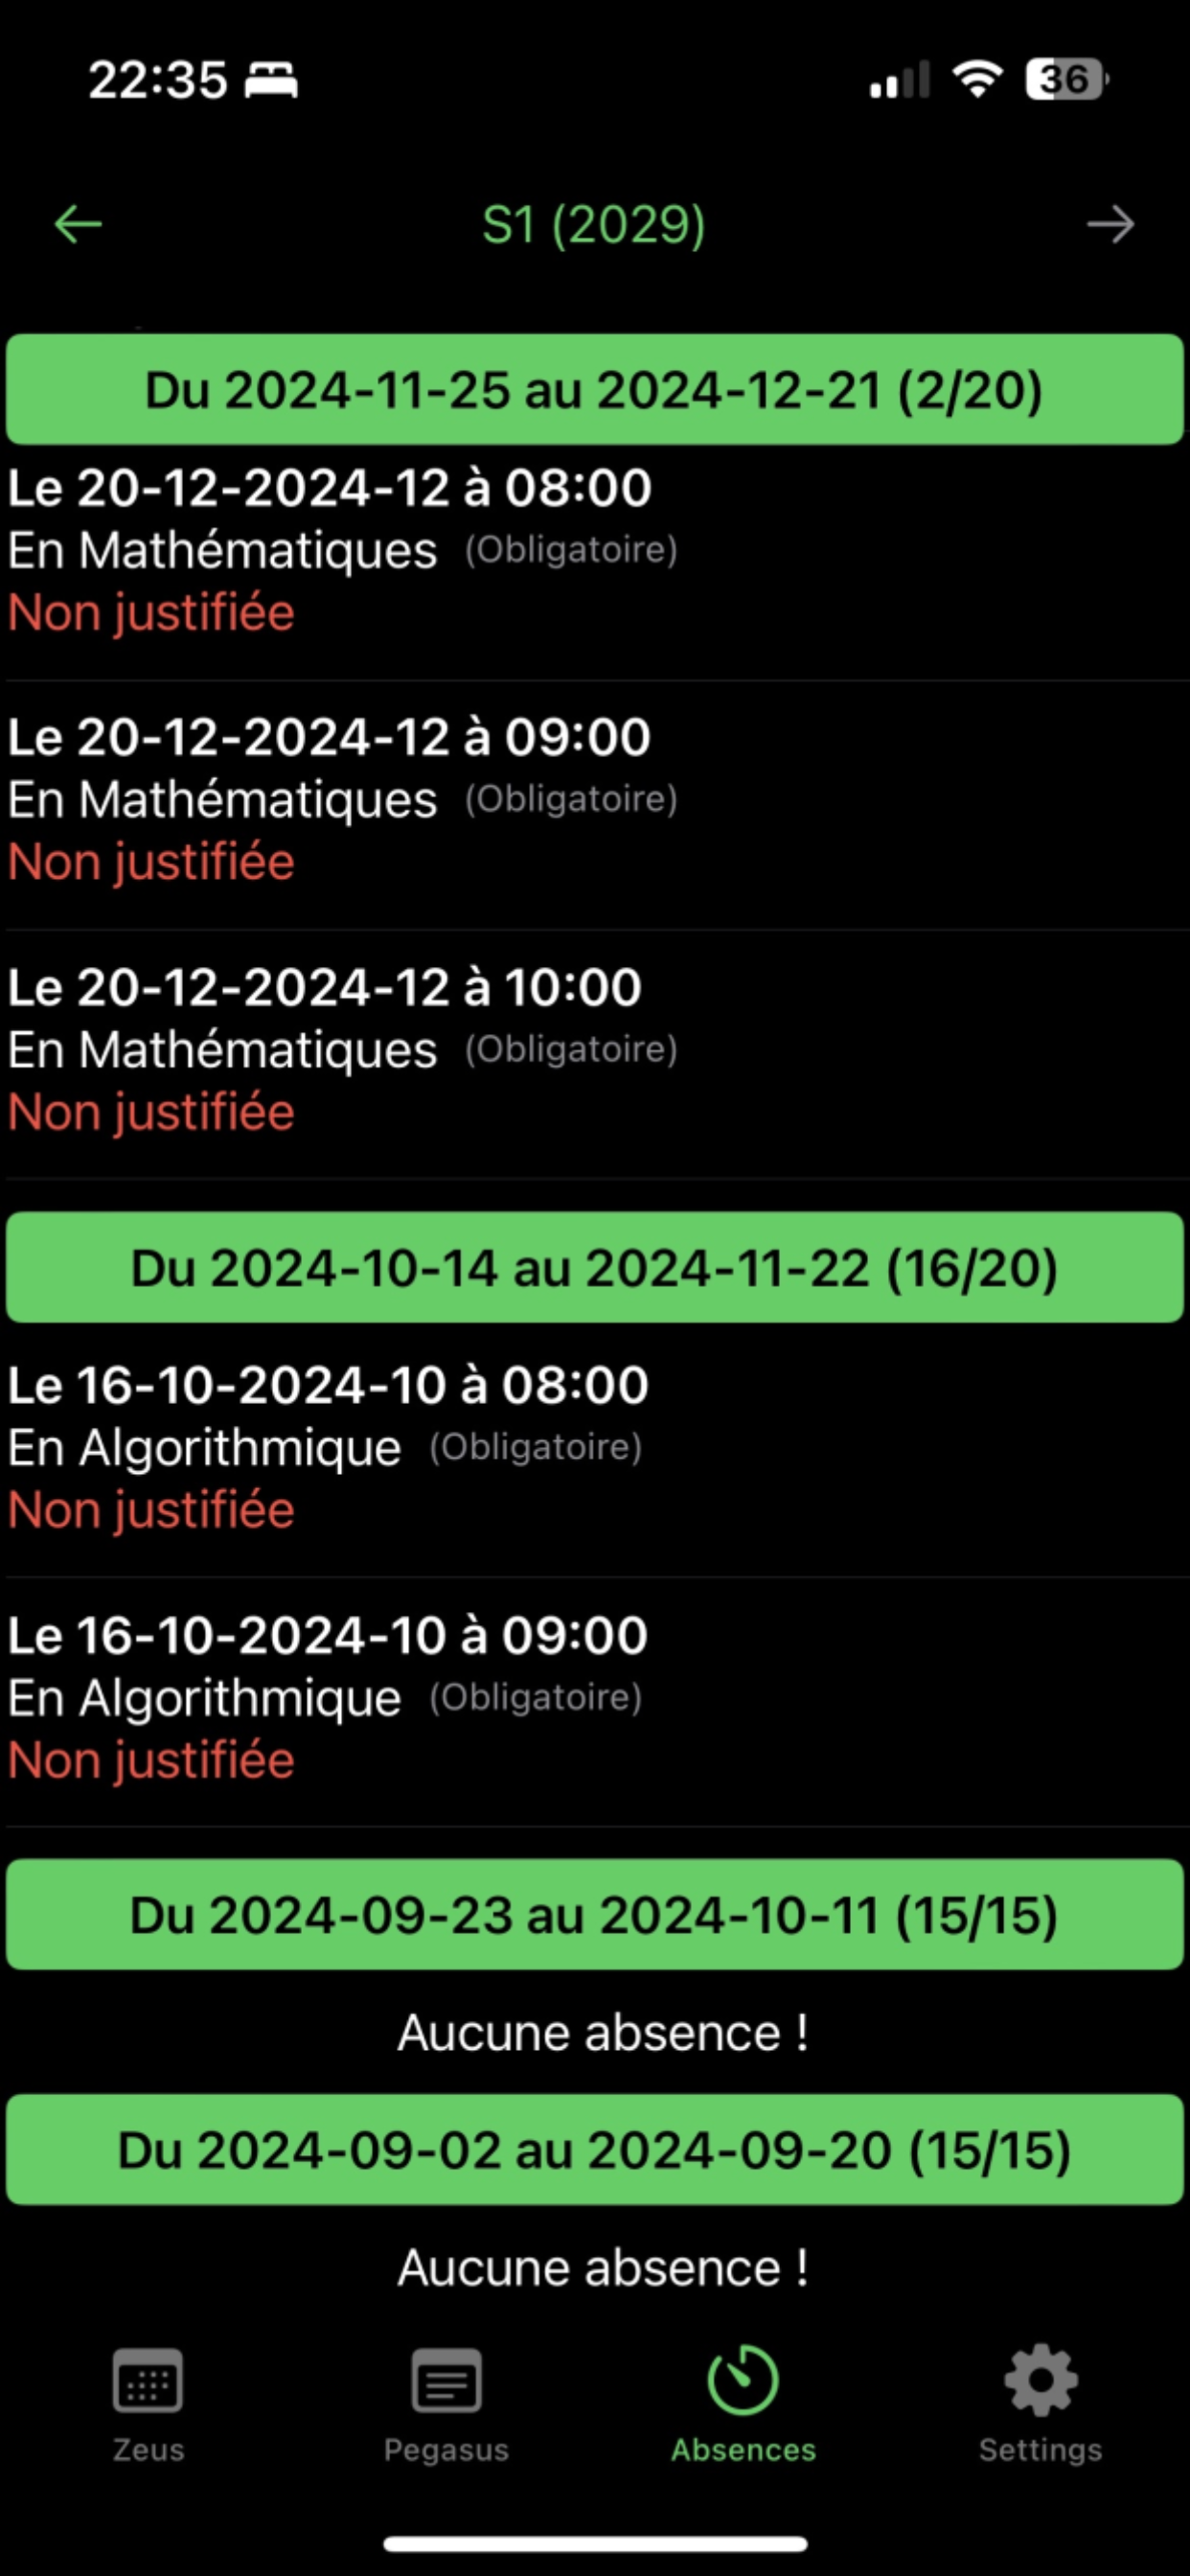 22:35
36
S1 (2029)
Du 2024-11-25 au 2024-12-21 (2/20)
Le 20-12-2024-12 à 08:00
En Mathématiques (Obligatoire)
Non justifiée
Le 20-12-2024-12 à 09:00
En Mathématiques (Obligatoire)
Non justifiée
Le 20-12-2024-12 à 10:00
En Mathématiques (Obligatoire)
Non justifiée
Du 2024-10-14 au 2024-11-22 (16/20)
Le 16-10-2024-10 à 08:00
En Algorithmique (Obligatoire)
Non justifiée
Le 16-10-2024-10 à 09:00
En Algorithmique (Obligatoire)
Non justifiée
Du 2024-09-23 au 2024-10-11 (15/15)
Aucune absence !
Du 2024-09-02 au 2024-09-20 (15/15)
Aucune absence !
Zeus Pegasus Absences Settings